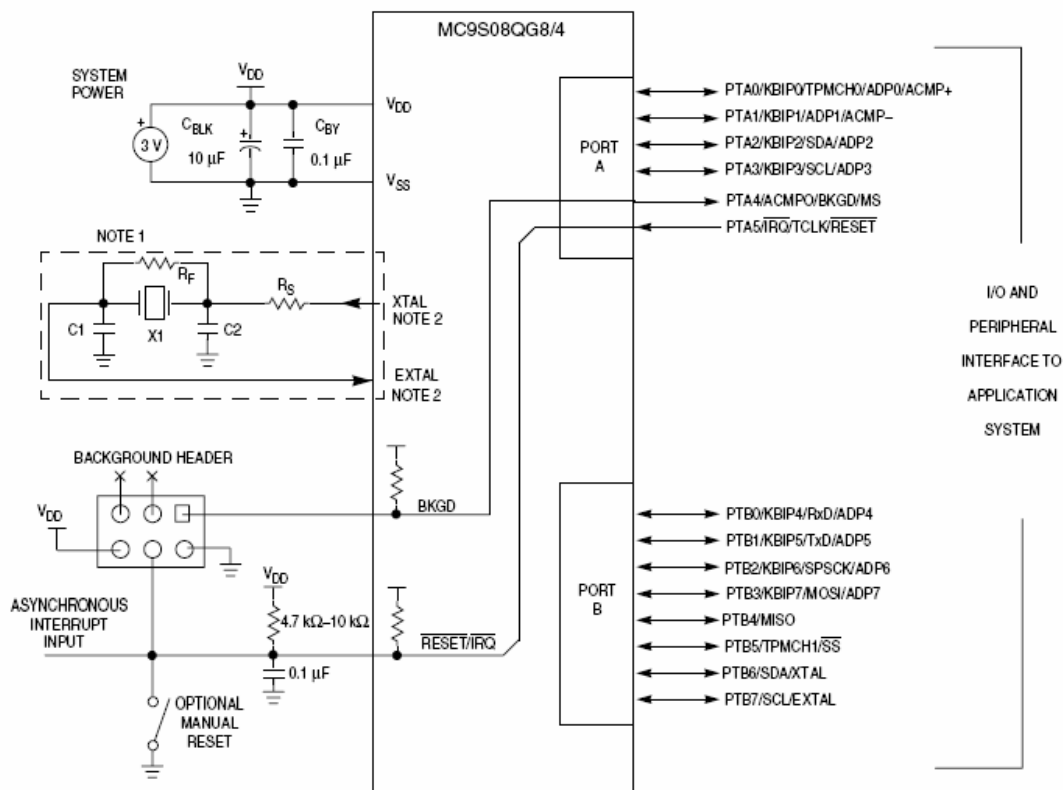 MC9S08QG8/4
SYSTEM
POWER
VDD
VDD
+
3 V
CBLK
+
10 µF
CBY
0.1 µF
VSS
PORT
A
PTA0/KBIP0/TPMCH0/ADP0/ACMP+
PTA1/KBIP1/ADP1/ACMP–
PTA2/KBIP2/SDA/ADP2
PTA3/KBIP3/SCL/ADP3
PTA4/ACMPO/BKGD/MS
PTA5/IRQ/TCLK/RESET
NOTE 1
RF
RS
C1
X1
C2
XTAL
NOTE 2
EXTAL
NOTE 2
I/O AND
PERIPHERAL
INTERFACE TO
APPLICATION
SYSTEM
BACKGROUND HEADER
VDD
BKGD
VDD
ASYNCHRONOUS
INTERRUPT
INPUT
4.7 kΩ–10 kΩ
RESET/IRQ
0.1 µF
OPTIONAL
MANUAL
RESET
PORT
B
PTB0/KBIP4/RxD/ADP4
PTB1/KBIP5/TxD/ADP5
PTB2/KBIP6/SPSCK/ADP6
PTB3/KBIP7/MOSI/ADP7
PTB4/MISO
PTB5/TPMCH1/SS
PTB6/SDA/XTAL
PTB7/SCL/EXTAL